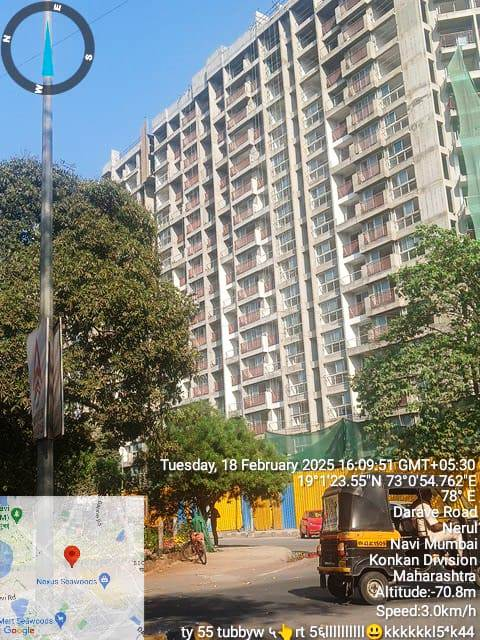 N
E
S
W
Tuesday, 18 February 2025 16:09:51 GMT+05:30
19°1'23.55"N 73°0'54.762"E
78° E
Darave Road
Nerul
Navi Mumbai
Konkan Division
Maharashtra
Altitude:-70.8m
Speed:3.0km/h
Nexus Seawoods
Google